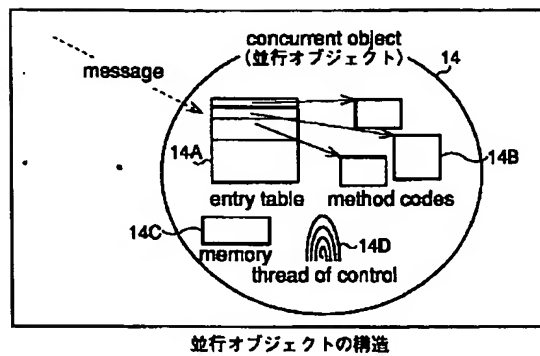 concurrent object
(並行オブジェクト)
14
message
14A
14B
entry table
method codes
14C
14D
memory
thread of control
並行オブジェクトの構造